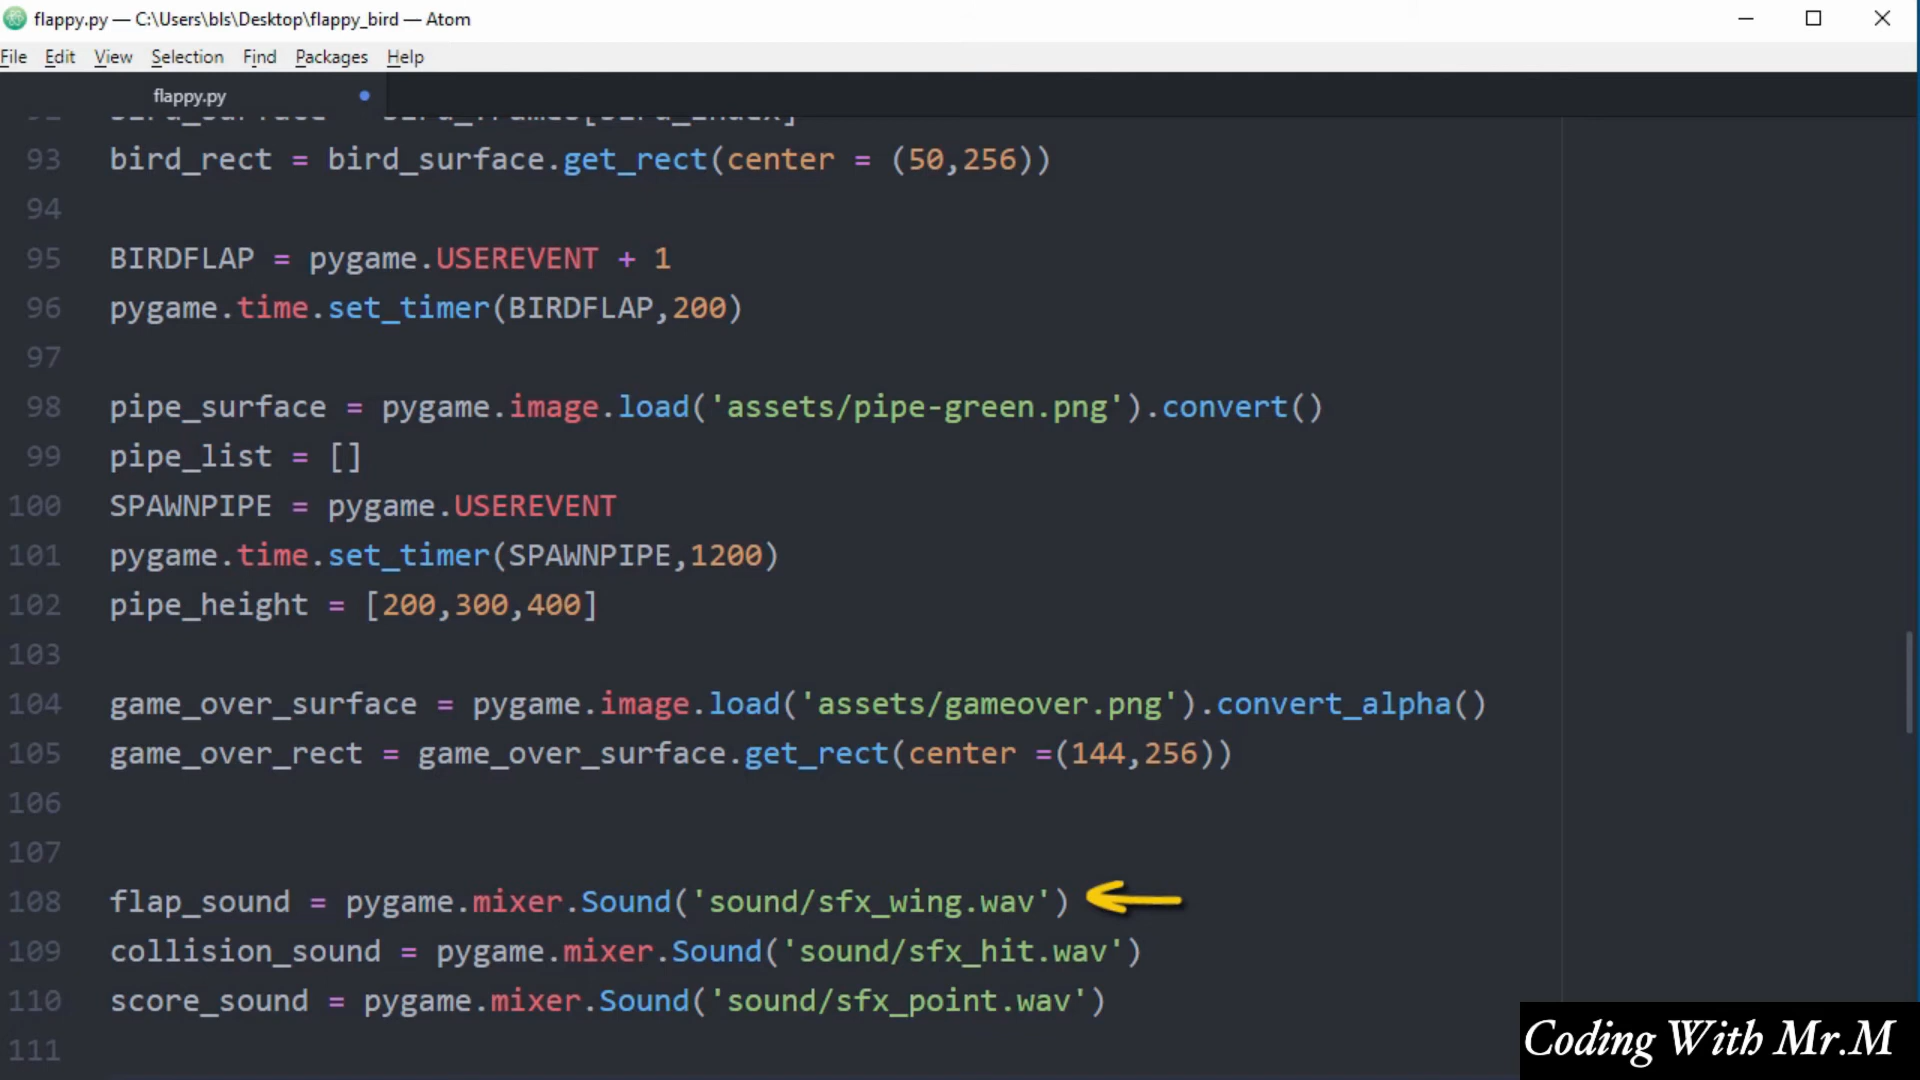 flappy.py — C:\Users\bls\Desktop\flappy_bird — Atom
File Edit View Selection Find Packages Help
flappy.py
92 bird_surface = bird_frames[bird_index]
93 bird_rect = bird_surface.get_rect(center = (50,256))
94
95 BIRDFLAP = pygame.USEREVENT + 1
96 pygame.time.set_timer(BIRDFLAP,200)
97
98 pipe_surface = pygame.image.load('assets/pipe-green.png').convert()
99 pipe_list = []
100 SPAWNPIPE = pygame.USEREVENT
101 pygame.time.set_timer(SPAWNPIPE,1200)
102 pipe_height = [200,300,400]
103
104 game_over_surface = pygame.image.load('assets/gameover.png').convert_alpha()
105 game_over_rect = game_over_surface.get_rect(center =(144,256))
106
107
108 flap_sound = pygame.mixer.Sound('sound/sfx_wing.wav')
109 collision_sound = pygame.mixer.Sound('sound/sfx_hit.wav')
110 score_sound = pygame.mixer.Sound('sound/sfx_point.wav')
111
Coding With Mr.M